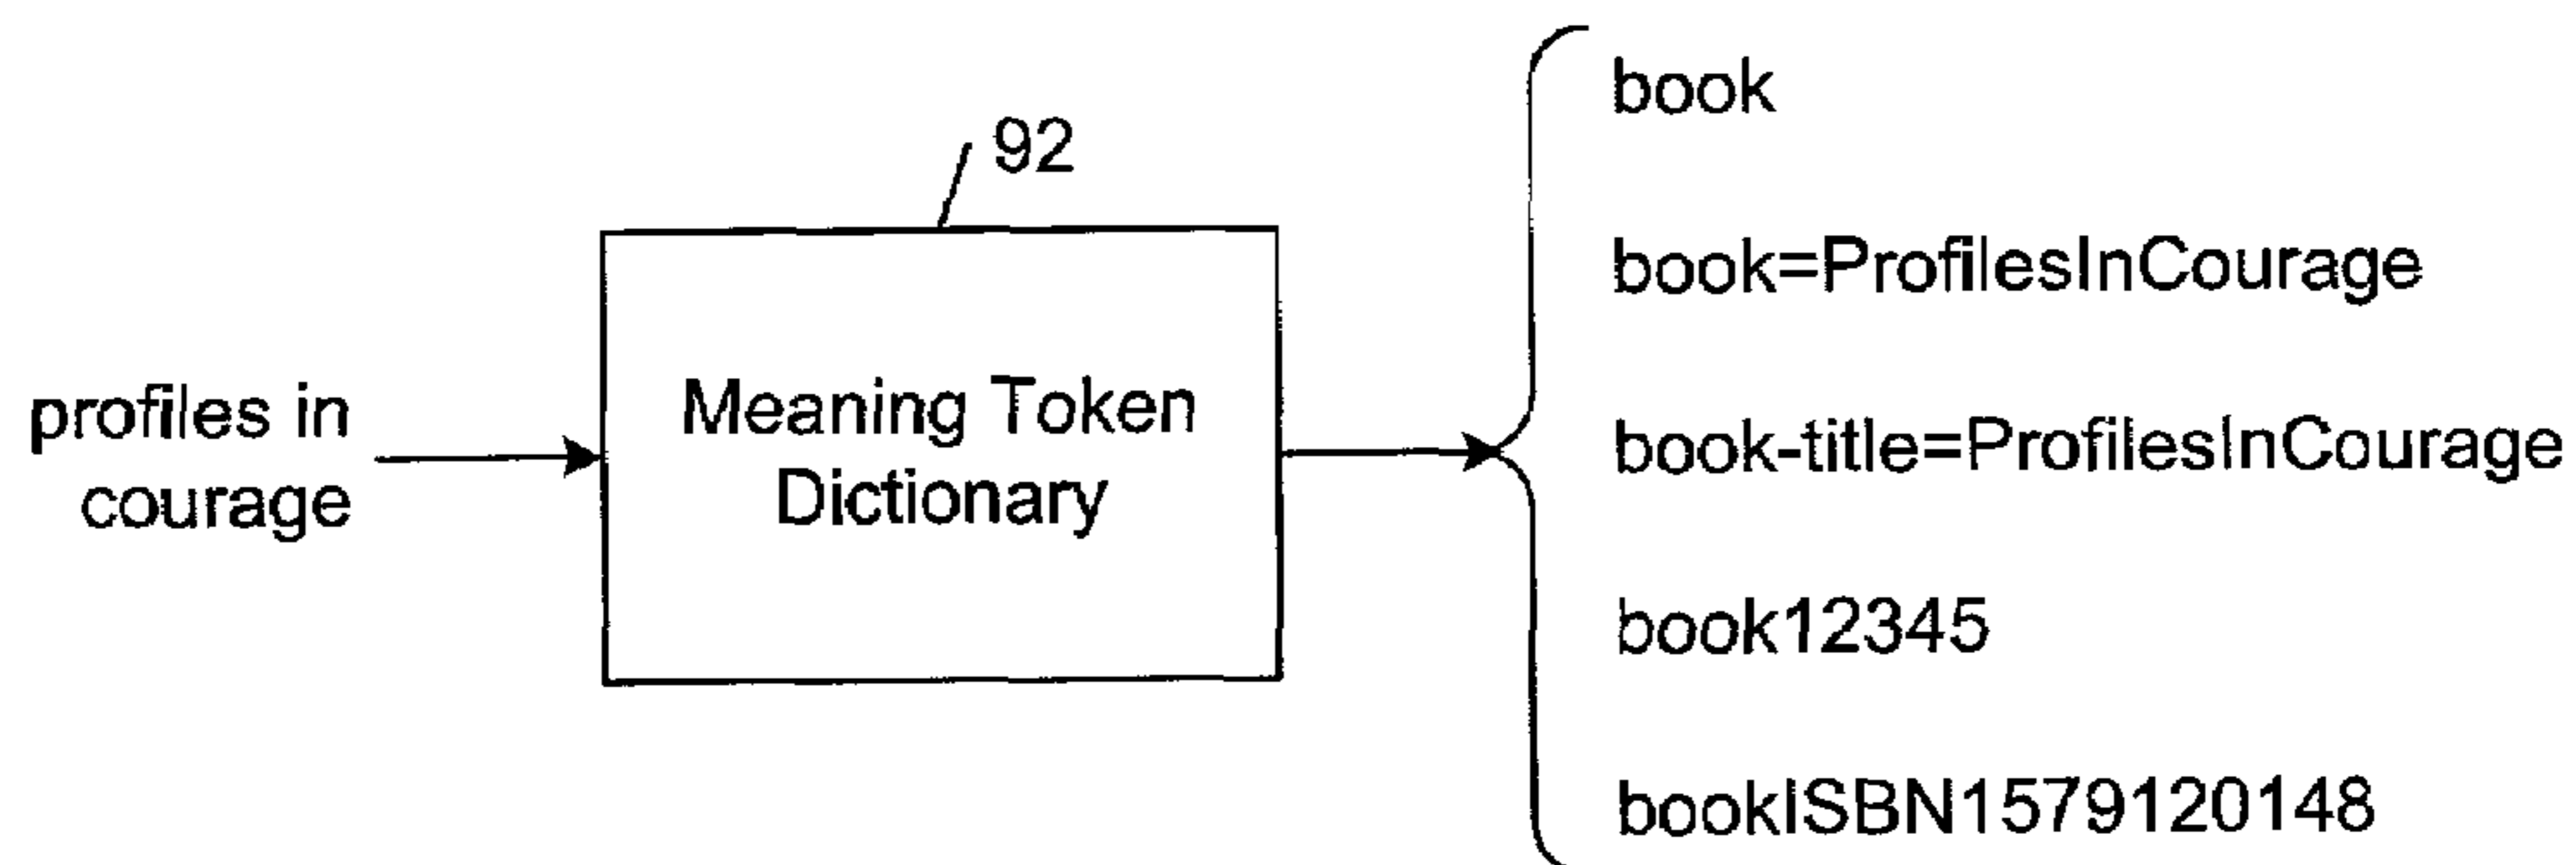 92
profiles in
courage
Meaning Token
Dictionary
book
book=ProfilesInCourage
book-title=ProfilesInCourage
book12345
bookISBN1579120148